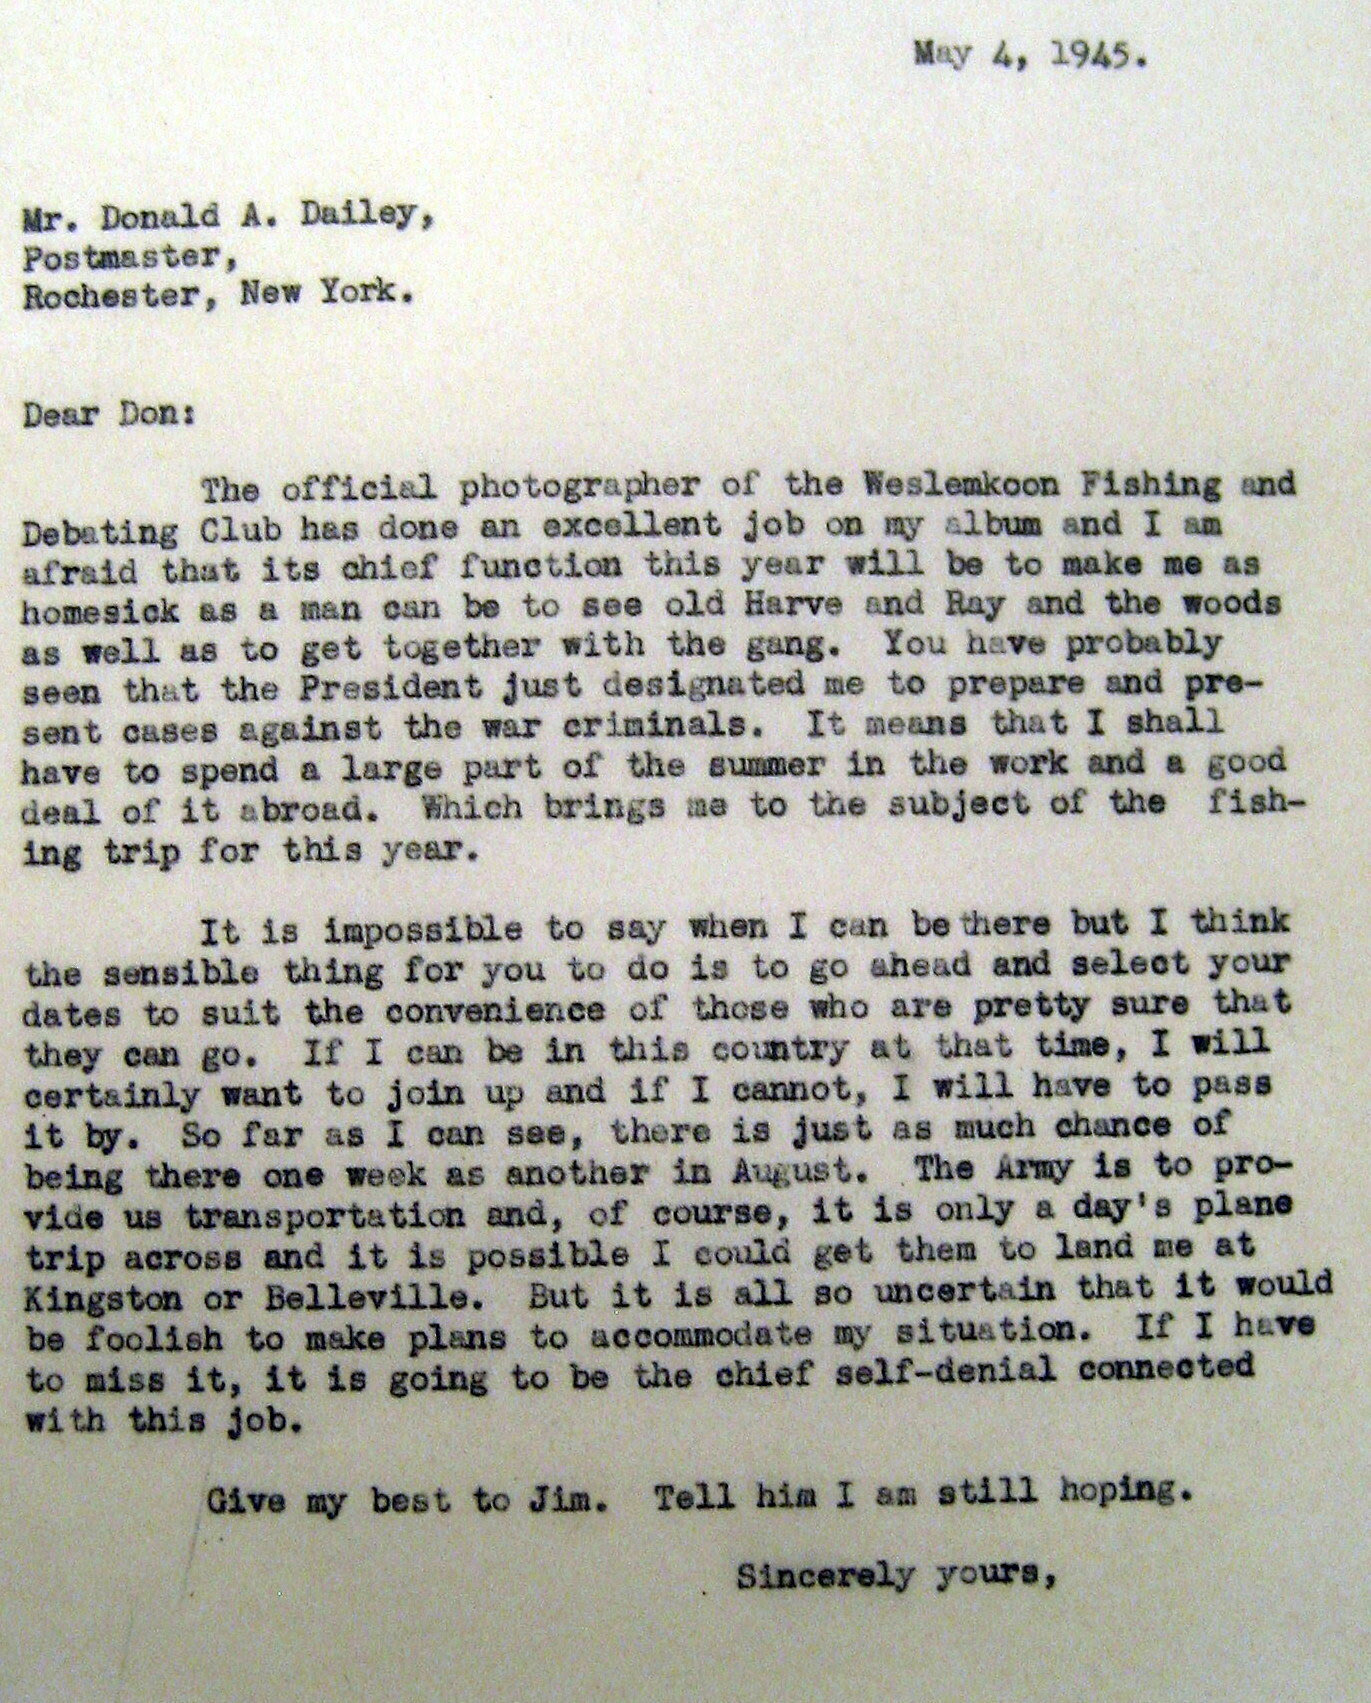 May 4, 1945.
Mr. Donald A. Dailey,
Postmaster,
Rochester, New York.
Dear Don:
The official photographer of the Weslemkoon Fishing and
Debating Club has done an excellent job on my album and I am
afraid that its chief function this year will be to make me as
homesick as a man can be to see old Harve and Ray and the woods
as well as to get together with the gang. You have probably
seen that the President just designated me to prepare and pre-
sent cases against the war criminals. It means that I shall
have to spend a large part of the summer in the work and a good
deal of it abroad. Which brings me to the subject of the fish-
ing trip for this year.
It is impossible to say when I can be there but I think
the sensible thing for you to do is to go ahead and select your
dates to suit the convenience of those who are pretty sure that
they can go. If I can be in this country at that time, I will
certainly want to join up and if I cannot, I will have to pass
it by. So far as I can see, there is just as much chance of
being there one week as another in August. The Army is to pro-
vide us transportation and, of course, it is only a day's plane
trip across and it is possible I could get them to land me at
Kingston or Belleville. But it is all so uncertain that it would
be foolish to make plans to accommodate my situation. If I have
to miss it, it is going to be the chief self-denial connected
with this job.
Give my best to Jim. Tell him I am still hoping.
Sincerely yours,